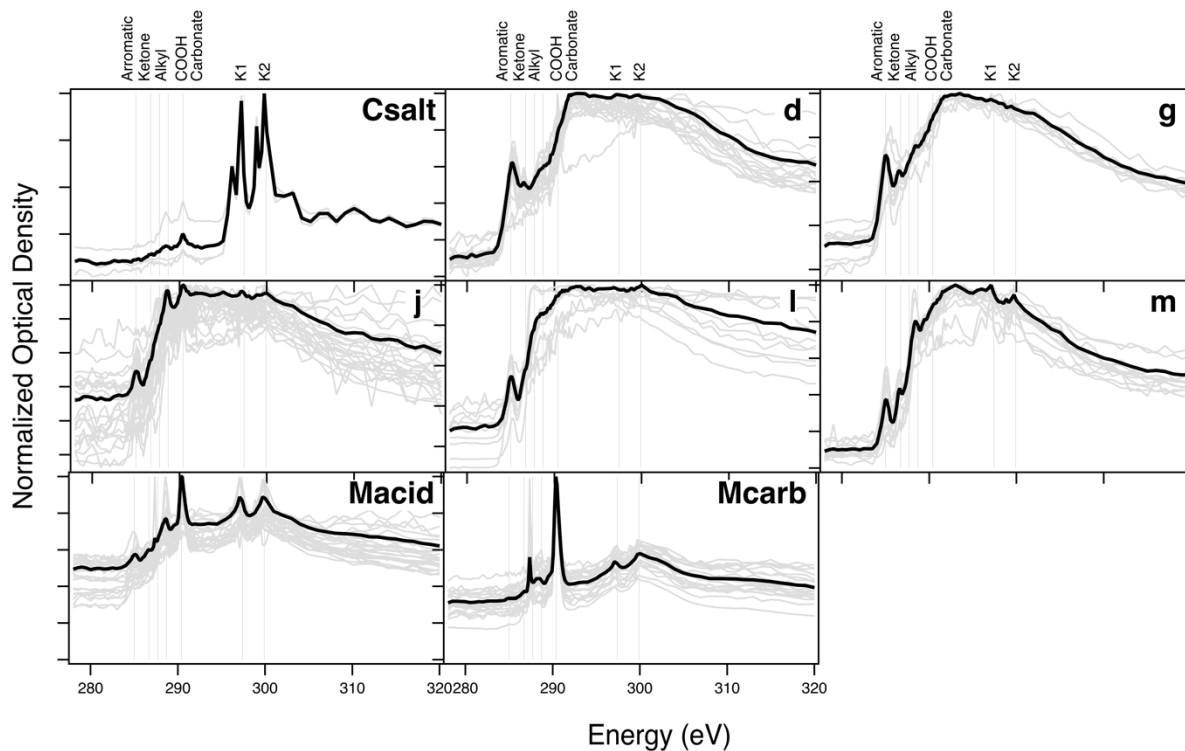 Arromatic Ketone Alkyl COOH Carbonate K1 K2
Aromatic Ketone Alkyl COOH Carbonate K1 K2
Aromatic Ketone Alkyl COOH Carbonate K1 K2
Csalt d g
j l m
Macid Mcarb
Normalized Optical Density
280 290 300 310 320 280 290 300 310 320
Energy (eV)